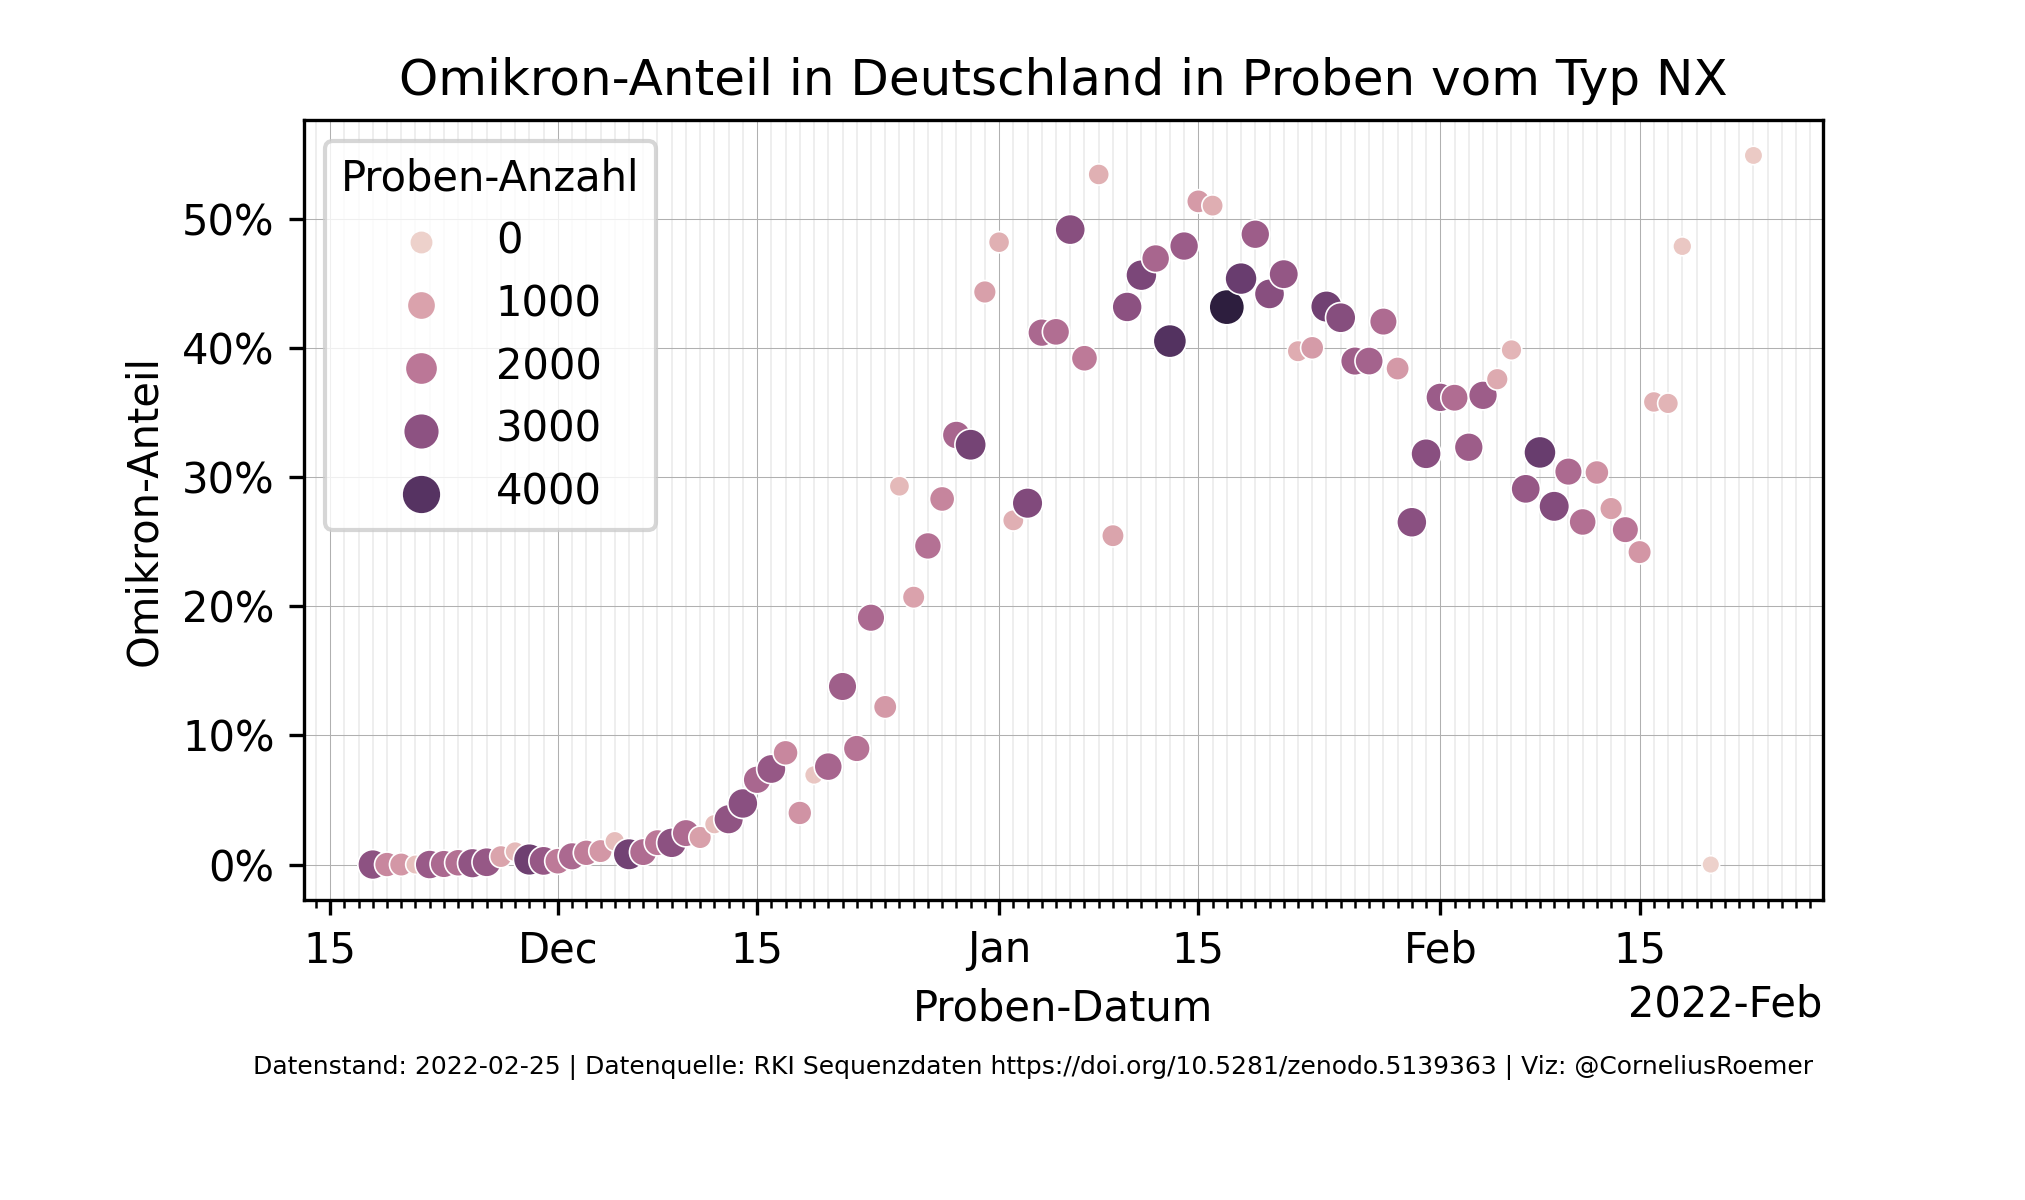 Omikron-Anteil in Deutschland in Proben vom Typ NX
Proben-Anzahl
0
1000
2000
3000
4000
Omikron-Anteil
50%
40%
30%
20%
10%
0%
15 Dec 15 Jan 15 Feb 15
Proben-Datum
2022-Feb
Datenstand: 2022-02-25 | Datenquelle: RKI Sequenzdaten https://doi.org/10.5281/zenodo.5139363 | Viz: @CorneliusRoemer